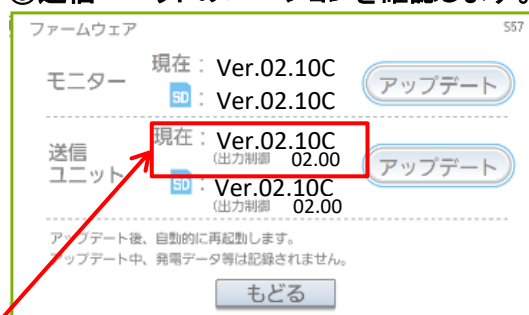 ファームウェア S57
モニター 現在: Ver.02.10C
SD: Ver.02.10C
アップデート
送信ユニット 現在: Ver.02.10C
(出力制御 02.00
SD: Ver.02.10C
(出力制御 02.00
アップデート
アップデート後、自動的に再起動します。
アップデート中、発電データ等は記録されません。
もどる